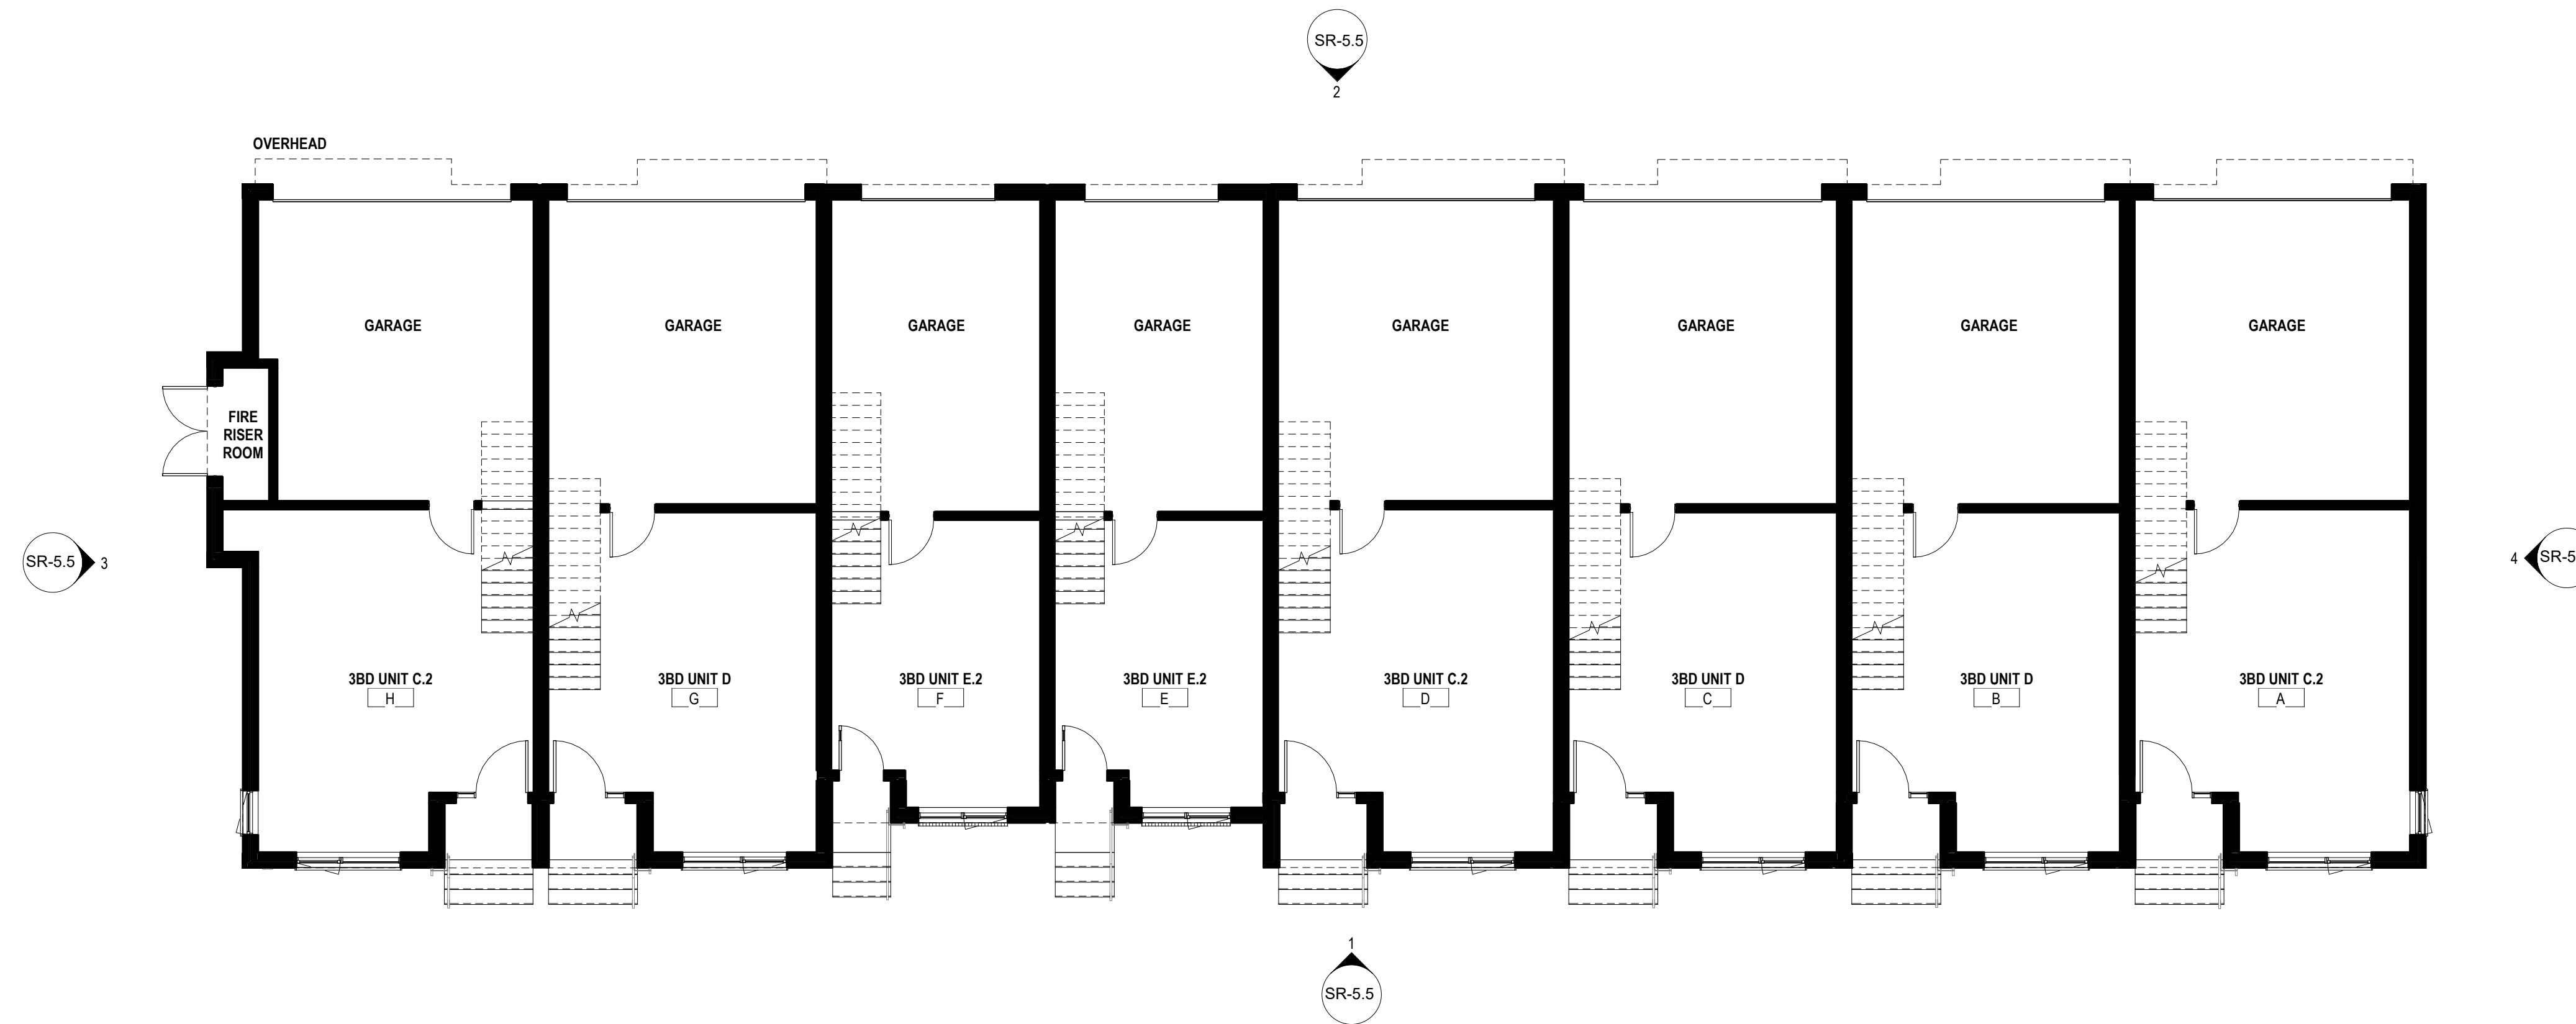 SR-5.5
2
OVERHEAD
GARAGE
GARAGE
GARAGE
GARAGE
GARAGE
GARAGE
GARAGE
GARAGE
FIRE
RISER
ROOM
SR-5.5
3
4
SR-5
3BD UNIT C.2
H
3BD UNIT D
G
3BD UNIT E.2
F
3BD UNIT E.2
E
3BD UNIT C.2
D
3BD UNIT D
C
3BD UNIT D
B
3BD UNIT C.2
A
1
SR-5.5